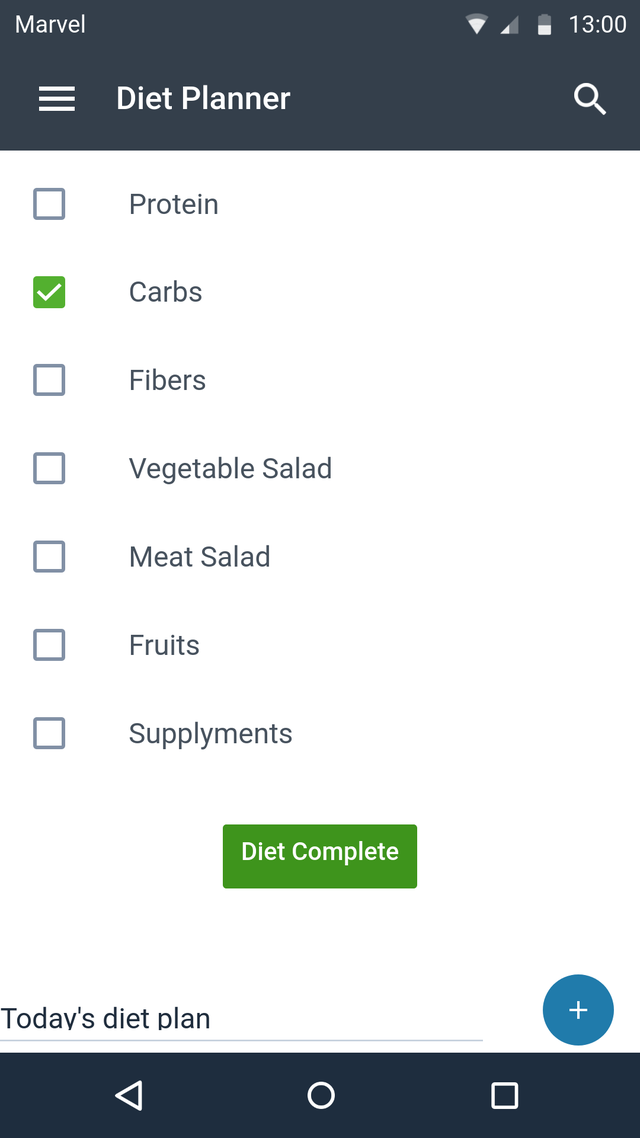 Marvel 13:00
Diet Planner
Protein
Carbs
Fibers
Vegetable Salad
Meat Salad
Fruits
Supplyments
Diet Complete
Today's diet plan
+